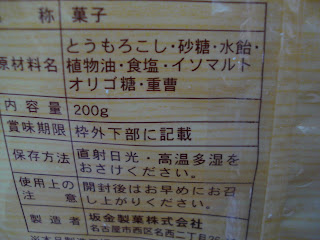 称 菓子
とうもろこし・砂糖・水飴・
原材料名 植物油・食塩・イソマルト
オリゴ糖・重曹
内容量 200g
賞味期限 枠外下部に記載
保存方法 直射日光・高温多湿を
おさけください。
使用上の 開封後はお早めにお召
注意 し上がりください。
製造者 坂金製菓株式会社
名古屋市西区名西二丁目